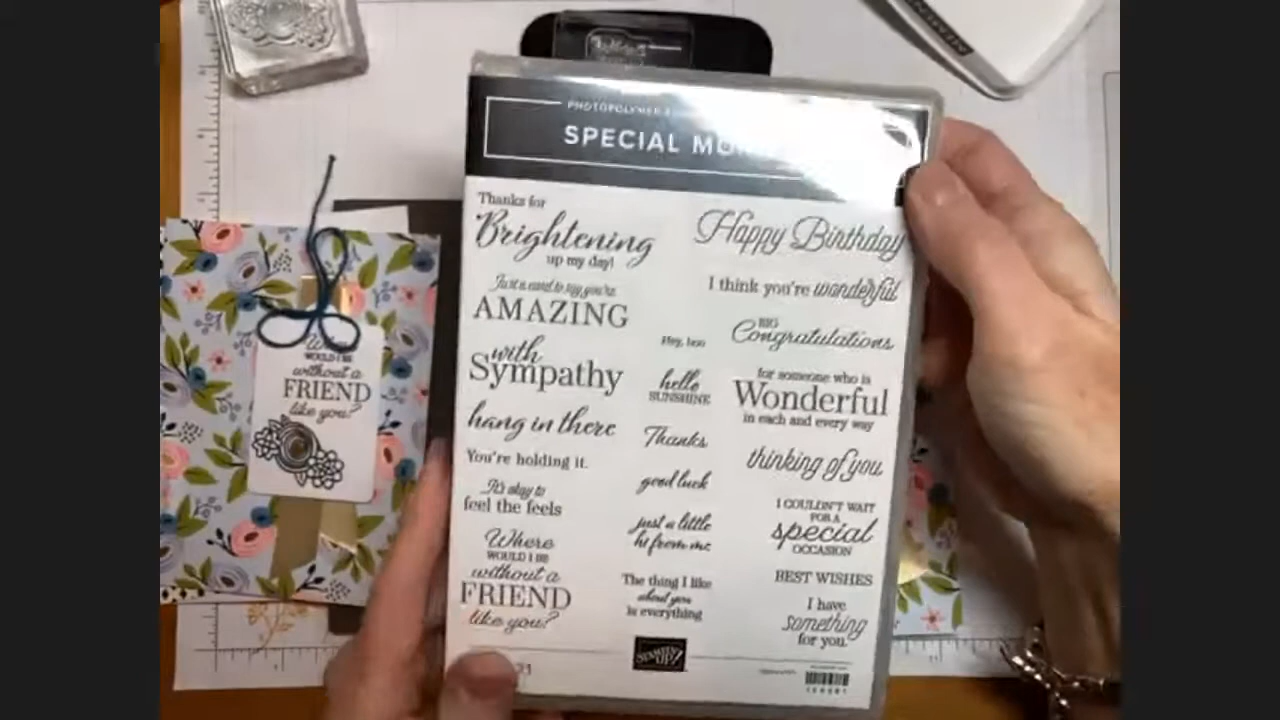 PHOTOPOLYMER
SPECIAL
Thanks for
Brightening
up my day!
Just a card to say you're
AMAZING
with
Sympathy
hang in there
You're holding it.
It's okay to
feel the feels
Where
WOULD I BE
without a
FRIEND
like you?
Hey, boo
hello
SUNSHINE
Thanks
good luck
just a little
hi from me
The thing I like
about you
is everything
Happy Birthday
I think you're wonderful
BIG
Congratulations
for someone who is
Wonderful
in each and every way
thinking of you
I COULDN'T WAIT
FOR A
special
OCCASION
BEST WISHES
I have
something
for you.
STAMPIN' UP!
WOULD I BE
without a
FRIEND
like you?